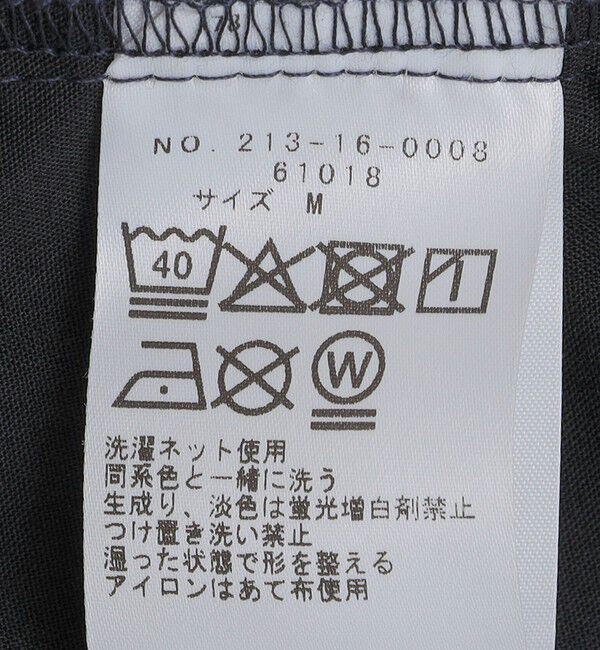 NO. 213-16-0008
61018
サイズ M
40
W
洗濯ネット使用
同系色と一緒に洗う
生成り、淡色は蛍光増白剤禁止
つけ置き洗い禁止
湿った状態で形を整える
アイロンはあて布使用